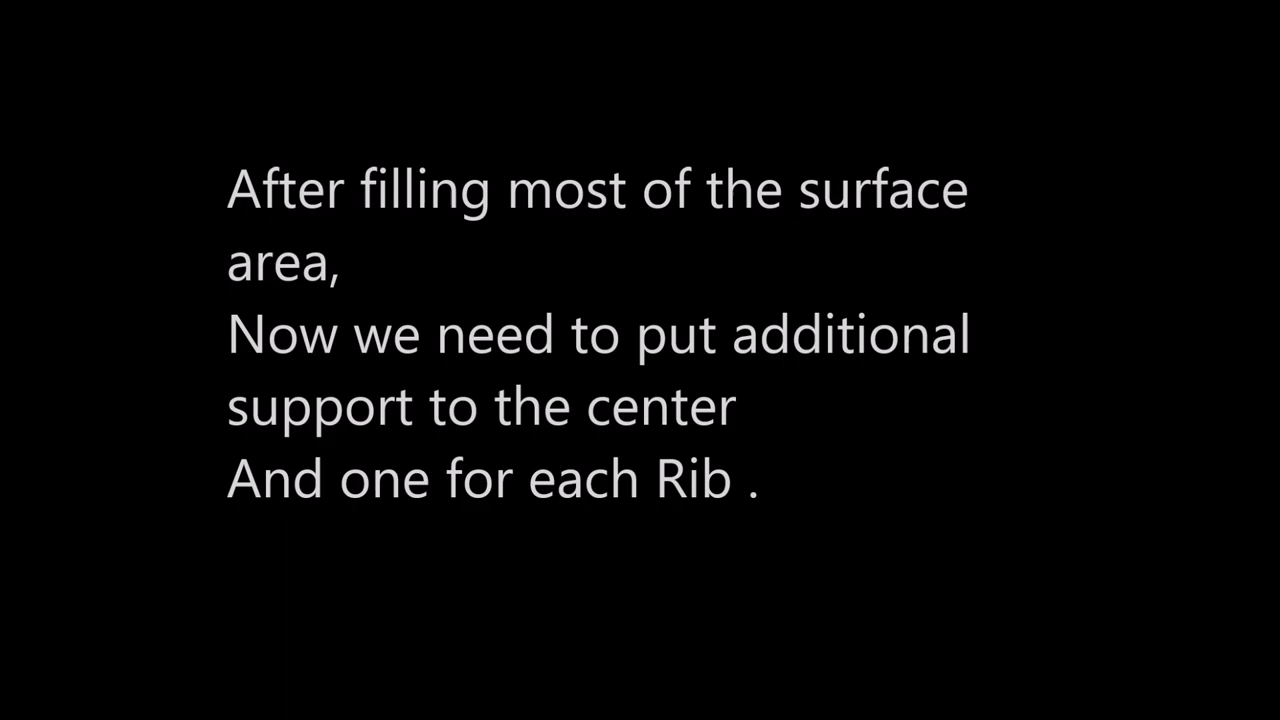 After filling most of the surface
area,
Now we need to put additional
support to the center
And one for each Rib .